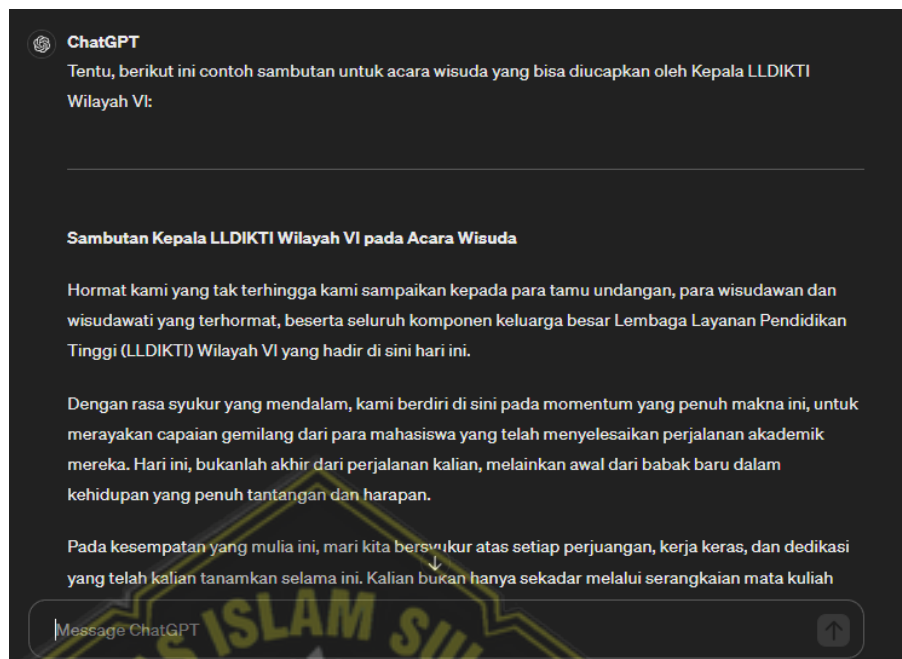 ChatGPT
Tentu, berikut ini contoh sambutan untuk acara wisuda yang bisa diucapkan oleh Kepala LLDIKTI
Wilayah VI:
Sambutan Kepala LLDIKTI Wilayah VI pada Acara Wisuda
Hormat kami yang tak terhingga kami sampaikan kepada para tamu undangan, para wisudawan dan
wisudawati yang terhormat, beserta seluruh komponen keluarga besar Lembaga Layanan Pendidikan
Tinggi (LLDIKTI) Wilayah VI yang hadir di sini hari ini.
Dengan rasa syukur yang mendalam, kami berdiri di sini pada momentum yang penuh makna ini, untuk
merayakan capaian gemilang dari para mahasiswa yang telah menyelesaikan perjalanan akademik
mereka. Hari ini, bukanlah akhir dari perjalanan kalian, melainkan awal dari babak baru dalam
kehidupan yang penuh tantangan dan harapan.
Pada kesempatan yang mulia ini, mari kita bersyukur atas setiap perjuangan, kerja keras, dan dedikasi
yang telah kalian tanamkan selama ini. Kalian bukan hanya sekadar melalui serangkaian mata kuliah
Message ChatGPT
ISLAM